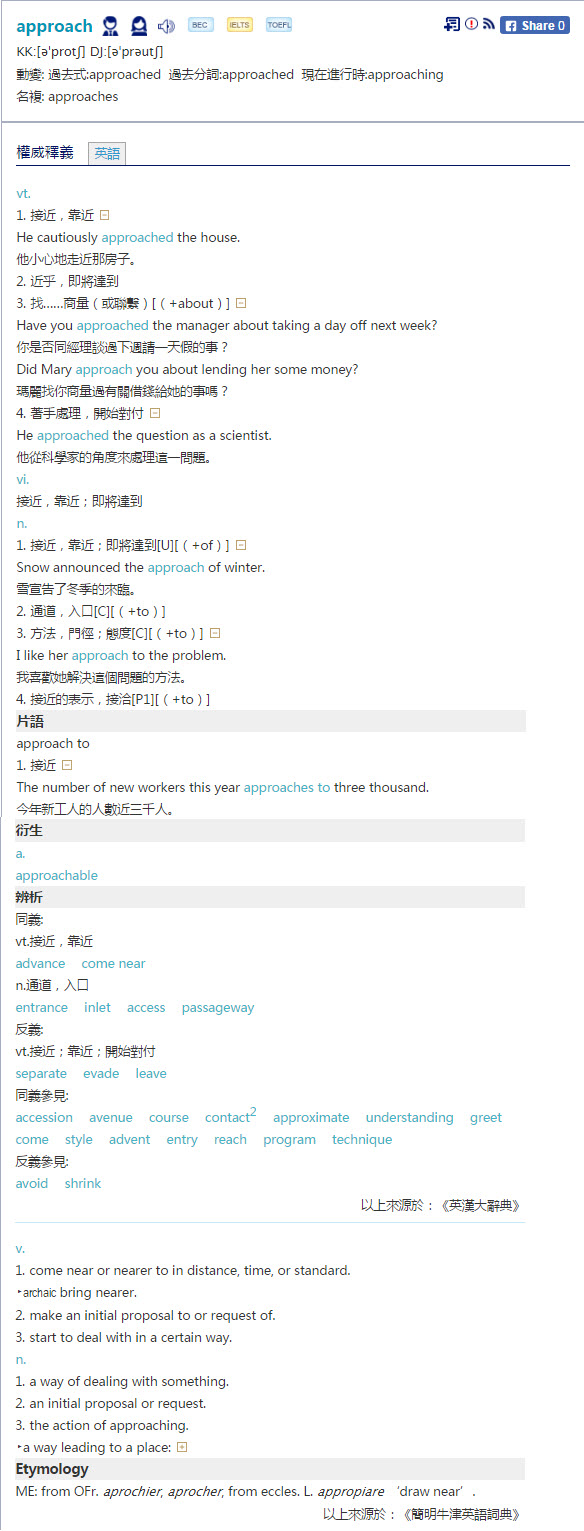 approach BEC IELTS TOEFL Share 0
KK:[əˋprotʃ] DJ:[əˈprəutʃ]
動變: 過去式:approached 過去分詞:approached 現在進行時:approaching
名複: approaches
權威釋義 英語
vt.
1. 接近，靠近
He cautiously approached the house.
他小心地走近那房子。
2. 近乎，即將達到
3. 找……商量（或聯繫）[（+about）]
Have you approached the manager about taking a day off next week?
你是否同經理談過下週請一天假的事？
Did Mary approach you about lending her some money?
瑪麗找你商量過有關借錢給她的事嗎？
4. 著手處理，開始對付
He approached the question as a scientist.
他從科學家的角度來處理這一問題。
vi.
接近，靠近；即將達到
n.
1. 接近，靠近；即將達到[U][（+of）]
Snow announced the approach of winter.
雪宣告了冬季的來臨。
2. 通道，入口[C][（+to）]
3. 方法，門徑；態度[C][（+to）]
I like her approach to the problem.
我喜歡她解決這個問題的方法。
4. 接近的表示，接洽[P1][（+to）]
片語
approach to
1. 接近
The number of new workers this year approaches to three thousand.
今年新工人的人數近三千人。
衍生
a.
approachable
辨析
同義:
vt.接近，靠近
advance come near
n.通道，入口
entrance inlet access passageway
反義:
vt.接近；靠近；開始對付
separate evade leave
同義參見:
accession avenue course contact2 approximate understanding greet
come style advent entry reach program technique
反義參見:
avoid shrink
以上來源於：《英漢大辭典》
v.
1. come near or nearer to in distance, time, or standard.
‣archaic bring nearer.
2. make an initial proposal to or request of.
3. start to deal with in a certain way.
n.
1. a way of dealing with something.
2. an initial proposal or request.
3. the action of approaching.
‣a way leading to a place:
Etymology
ME: from OFr. aprochier, aprocher, from eccles. L. appropiare ‘draw near’.
以上來源於：《簡明牛津英語詞典》